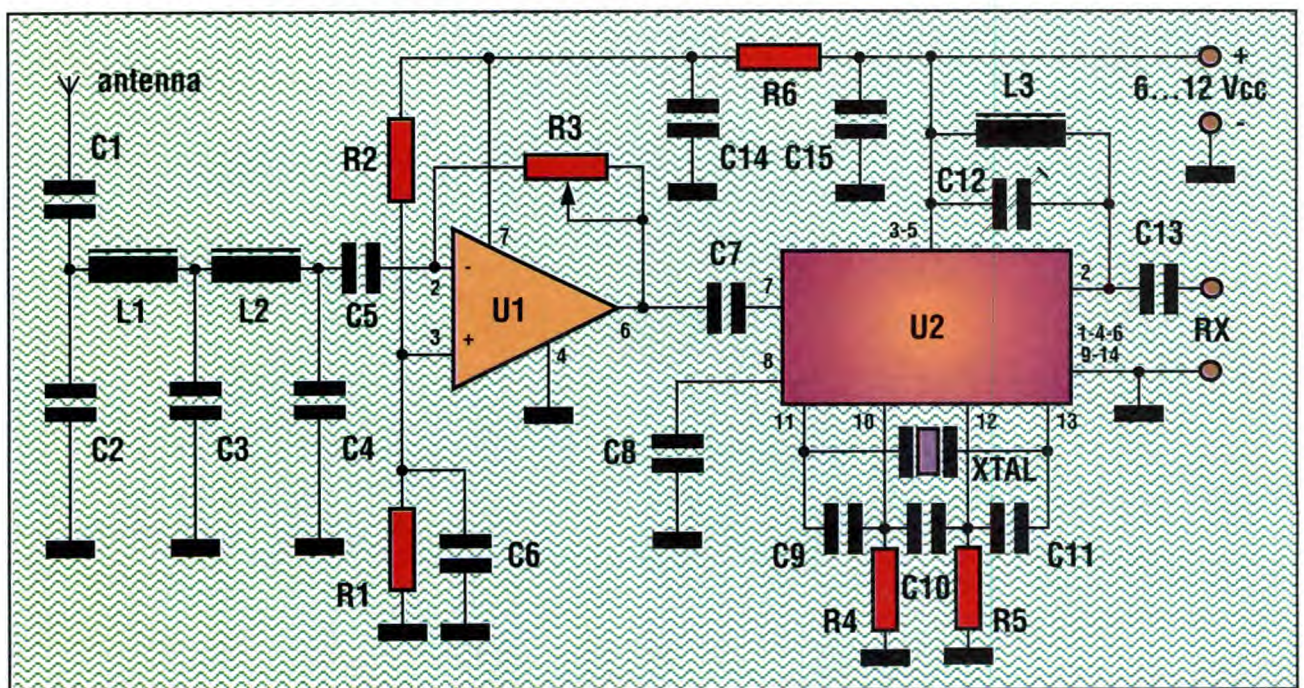 antenna
C1
L1
L2
C2
C3
C4
C5
R2
R1
C6
R3
2
-
3
+
7
4
6
U1
C14
C15
R6
C7
C8
7
8
3-5
2
1-4-6
9-14
11
10
12
13
U2
XTAL
C9
C10
C11
R4
R5
C12
L3
+
6...12 Vcc
-
C13
RX